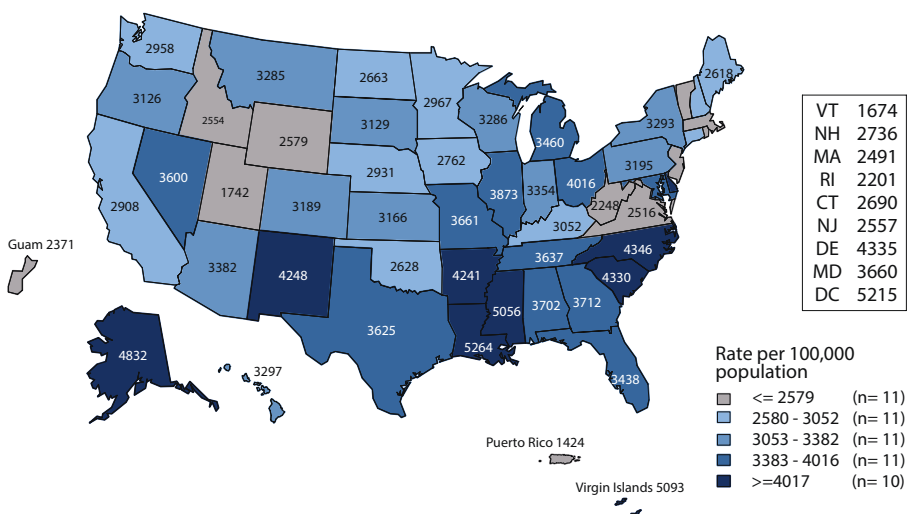 2958
3285
2663
2967
2618
3126
2554
2579
3129
3286
3460
3293
3195
2908
3600
1742
3189
2931
2762
3873
3354
4016
2248
2516
3166
3661
3052
3382
4248
2628
4241
3637
4346
4330
3625
5264
5056
3702
3712
3438
Guam 2371
4832
3297
Puerto Rico 1424
Virgin Islands 5093
VT 1674
NH 2736
MA 2491
RI 2201
CT 2690
NJ 2557
DE 4335
MD 3660
DC 5215
Rate per 100,000
population
<= 2579 (n= 11)
2580 - 3052 (n= 11)
3053 - 3382 (n= 11)
3383 - 4016 (n= 11)
>=4017 (n= 10)